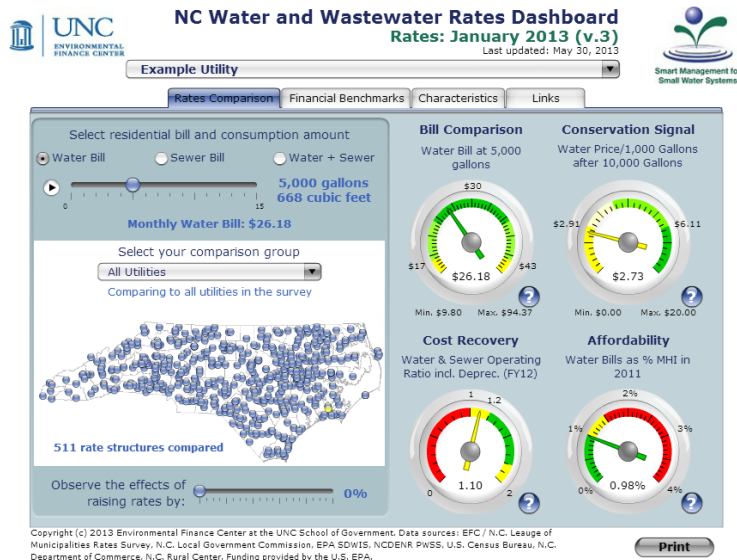 UNC
ENVIRONMENTAL
FINANCE CENTER
NC Water and Wastewater Rates Dashboard
Rates: January 2013 (v.3)
Last updated: May 30, 2013
Smart Management for
Small Water Systems
Example Utility
Rates Comparison
Financial Benchmarks
Characteristics
Links
Select residential bill and consumption amount
Water Bill
Sewer Bill
Water + Sewer
5,000 gallons
668 cubic feet
0
15
Monthly Water Bill: $26.18
Select your comparison group
All Utilities
Comparing to all utilities in the survey
511 rate structures compared
Observe the effects of
raising rates by:
0%
Bill Comparison
Water Bill at 5,000
gallons
$30
$17
$43
$26.18
?
Min. $9.80
Max. $94.37
Conservation Signal
Water Price/1,000 Gallons
after 10,000 Gallons
$2.91
$6.11
$2.73
?
Min. $0.00
Max. $20.00
Cost Recovery
Water & Sewer Operating
Ratio incl. Deprec. (FY12)
1
1.2
0
2
1.10
?
Affordability
Water Bills as % MHI in
2011
2%
1%
3%
0%
4%
0.98%
?
Copyright (c) 2013 Environmental Finance Center at the UNC School of Government. Data sources: EFC / N.C. Leauge of
Municipalities Rates Survey, N.C. Local Government Commission, EPA SDWIS, NCDENR PWSS, U.S. Census Bureau, N.C.
Department of Commerce, N.C. Rural Center. Funding provided by the U.S. EPA.
Print